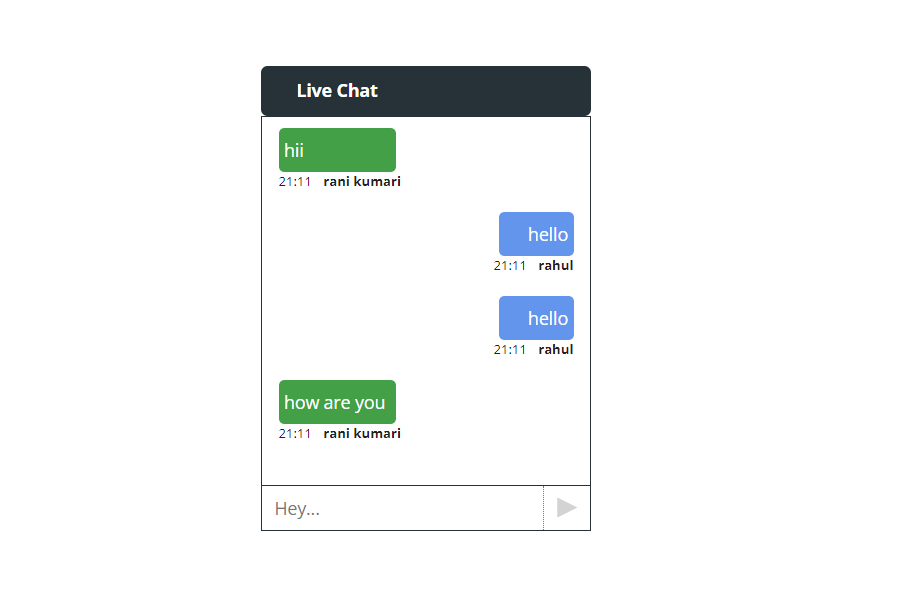 Live Chat
hii
21:11 rani kumari
hello
21:11 rahul
hello
21:11 rahul
how are you
21:11 rani kumari
Hey...